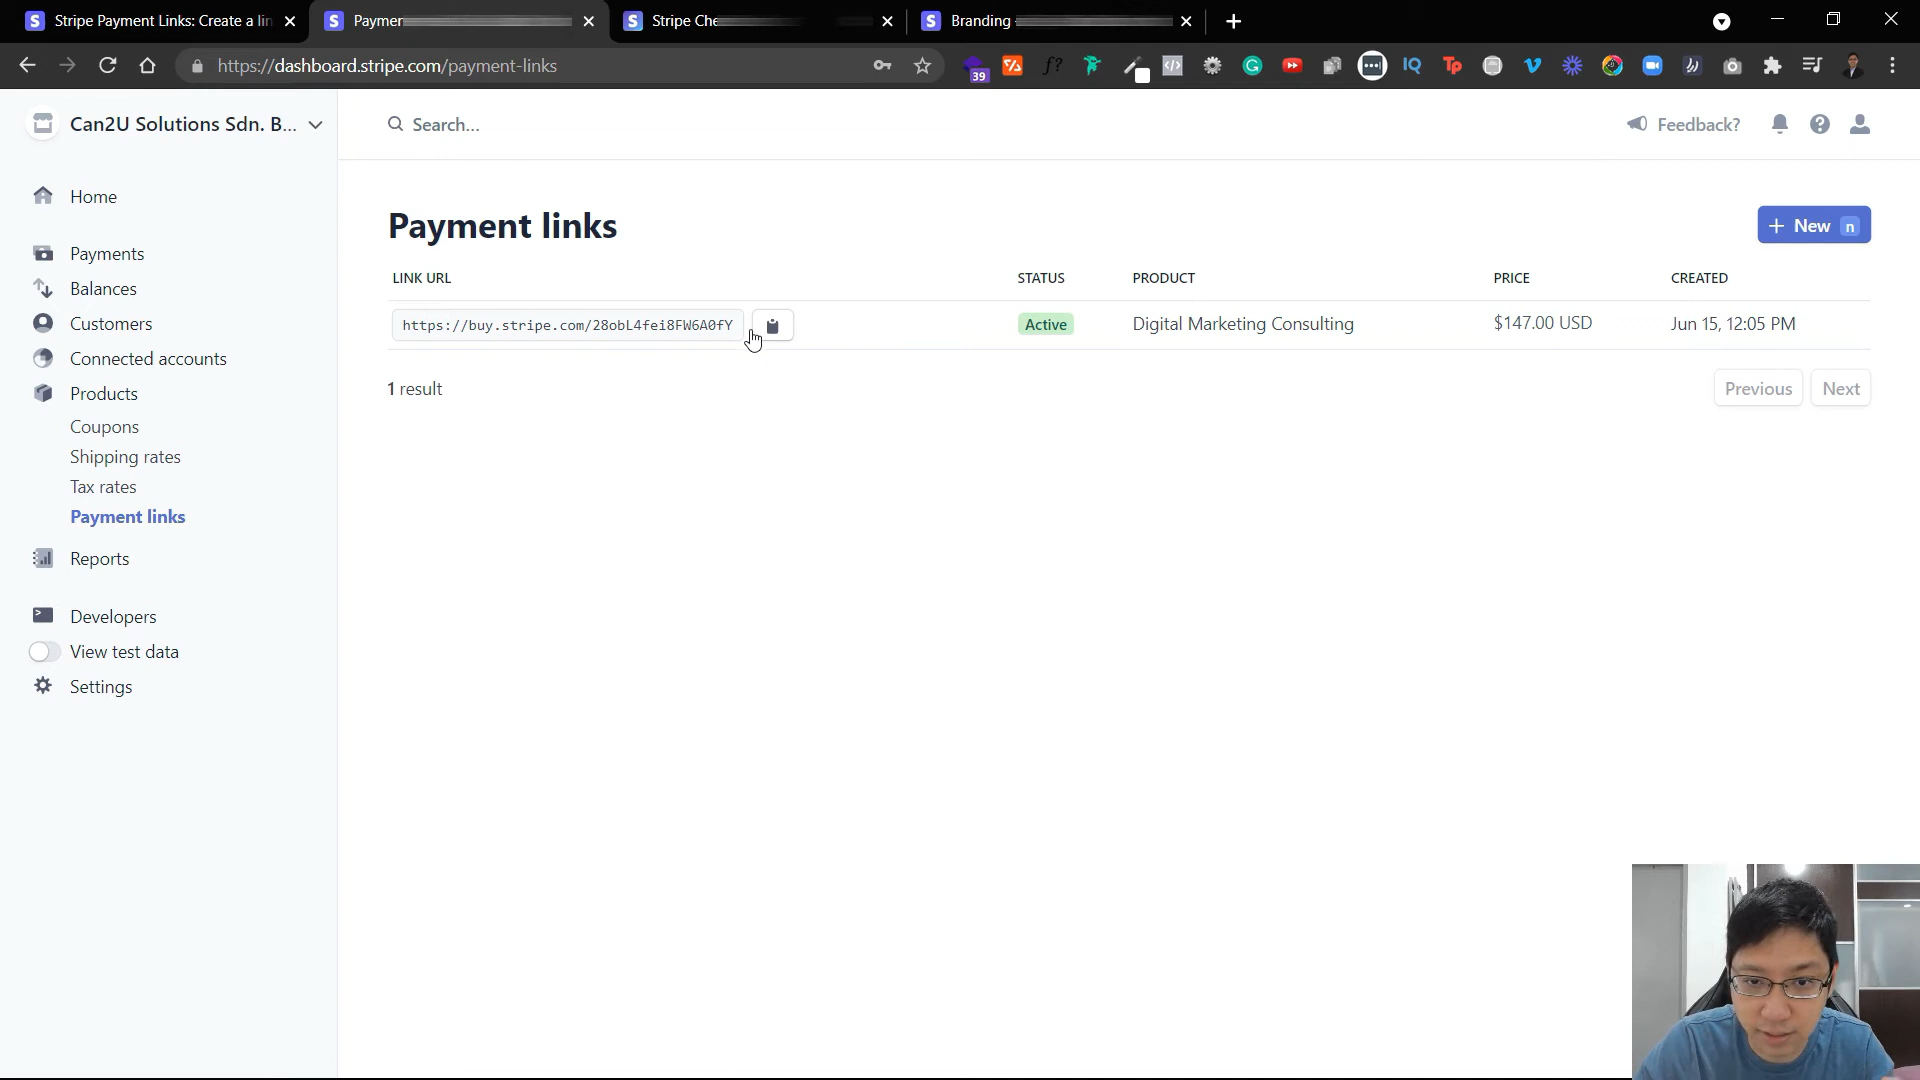 Stripe Payment Links: Create a lin
Paymen
Stripe Che
Branding
https://dashboard.stripe.com/payment-links
39
f?
IQ
Tp
Can2U Solutions Sdn. B...
Search...
Feedback?
Home
Payments
Balances
Customers
Connected accounts
Products
Coupons
Shipping rates
Tax rates
Payment links
Reports
Developers
View test data
Settings
Payment links
+ New n
LINK URL STATUS PRODUCT PRICE CREATED
https://buy.stripe.com/28obL4fei8FW6A0fY Active Digital Marketing Consulting $147.00 USD Jun 15, 12:05 PM
1 result
Previous Next